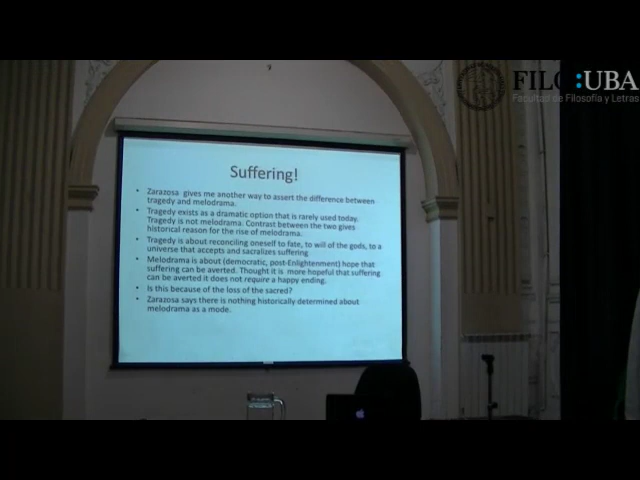 FILO:UBA
Facultad de Filosofía y Letras
Suffering!
• Zarazosa gives me another way to assert the difference between
tragedy and melodrama.
• Tragedy exists as a dramatic option that is rarely used today.
Tragedy is not melodrama. Contrast between the two gives
historical reason for the rise of melodrama.
• Tragedy is about reconciling oneself to fate, to will of the gods, to a
universe that accepts and sacralizes suffering
• Melodrama is about (democratic, post-Enlightenment) hope that
suffering can be averted. Thought it is more hopeful that suffering
can be averted it does not require a happy ending.
• Is this because of the loss of the sacred?
• Zarazosa says there is nothing historically determined about
melodrama as a mode.